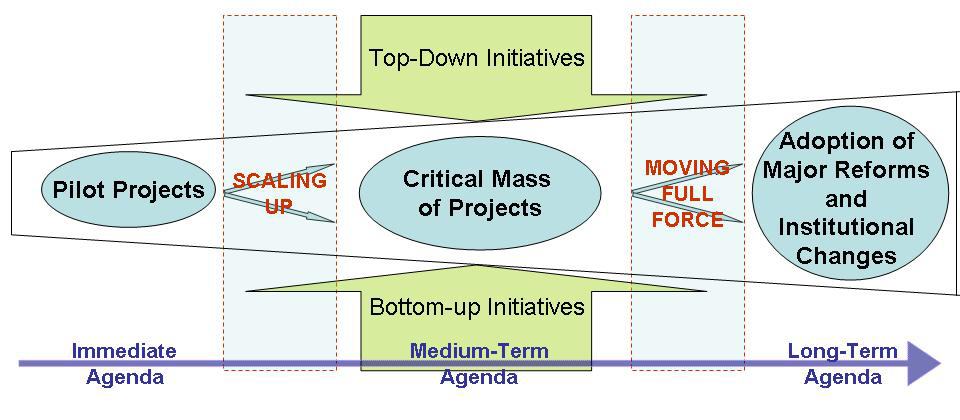 Top-Down Initiatives
Pilot Projects
SCALING
UP
Critical Mass
of Projects
MOVING
FULL
FORCE
Adoption of
Major Reforms
and
Institutional
Changes
Bottom-up Initiatives
Immediate
Agenda
Medium-Term
Agenda
Long-Term
Agenda